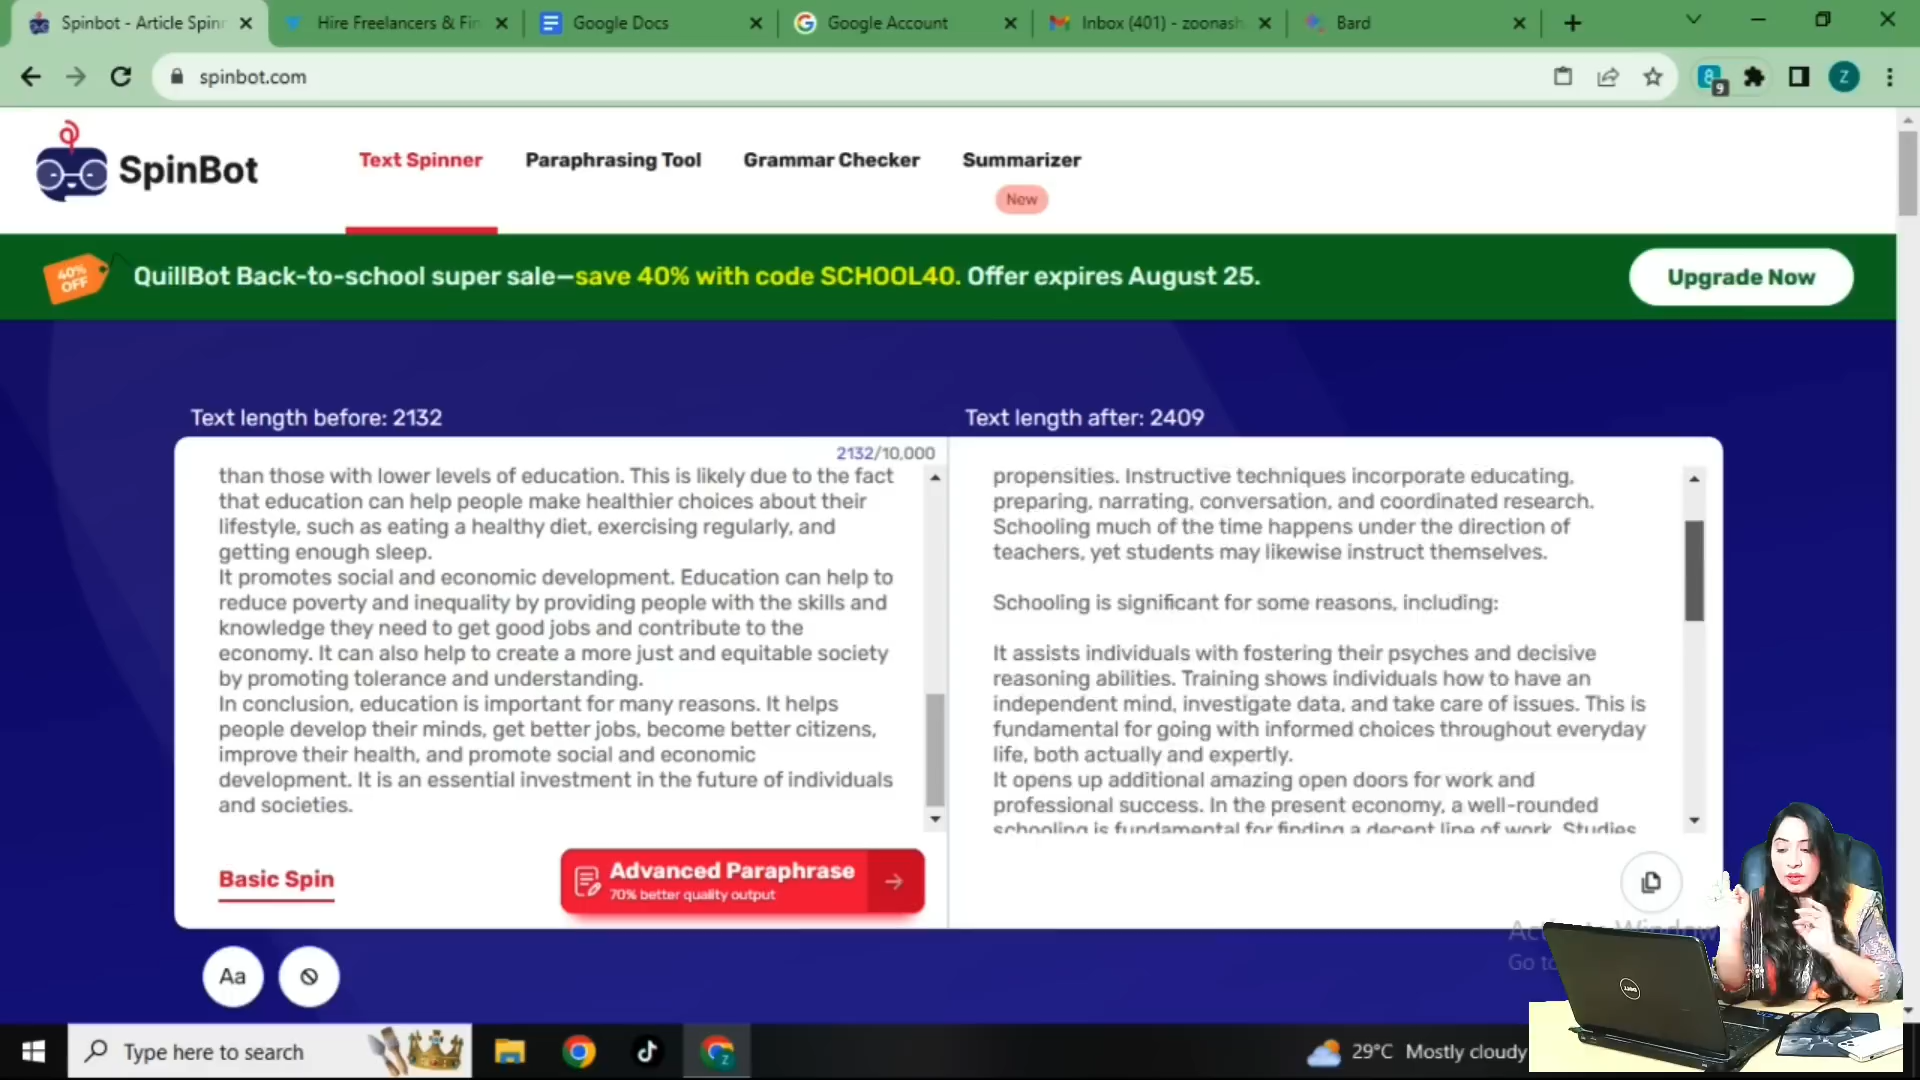 Spinbot - Article Spinn
Hire Freelancers & Fin
Google Docs
Google Account
Inbox (401) - zoonash
Bard
spinbot.com
9
Z
SpinBot
Text Spinner
Paraphrasing Tool
Grammar Checker
Summarizer
New
40% OFF
QuillBot Back-to-school super sale—save 40% with code SCHOOL40. Offer expires August 25.
Upgrade Now
Text length before: 2132
Text length after: 2409
2132/10,000
than those with lower levels of education. This is likely due to the fact
that education can help people make healthier choices about their
lifestyle, such as eating a healthy diet, exercising regularly, and
getting enough sleep.
It promotes social and economic development. Education can help to
reduce poverty and inequality by providing people with the skills and
knowledge they need to get good jobs and contribute to the
economy. It can also help to create a more just and equitable society
by promoting tolerance and understanding.
In conclusion, education is important for many reasons. It helps
people develop their minds, get better jobs, become better citizens,
improve their health, and promote social and economic
development. It is an essential investment in the future of individuals
and societies.
propensities. Instructive techniques incorporate educating,
preparing, narrating, conversation, and coordinated research.
Schooling much of the time happens under the direction of
teachers, yet students may likewise instruct themselves.
Schooling is significant for some reasons, including:
It assists individuals with fostering their psyches and decisive
reasoning abilities. Training shows individuals how to have an
independent mind, investigate data, and take care of issues. This is
fundamental for going with informed choices throughout everyday
life, both actually and expertly.
It opens up additional amazing open doors for work and
professional success. In the present economy, a well-rounded
schooling is fundamental for finding a decent line of work. Studies
Basic Spin
Advanced Paraphrase
70% better quality output
Aa
Go to
Type here to search
29°C Mostly cloudy